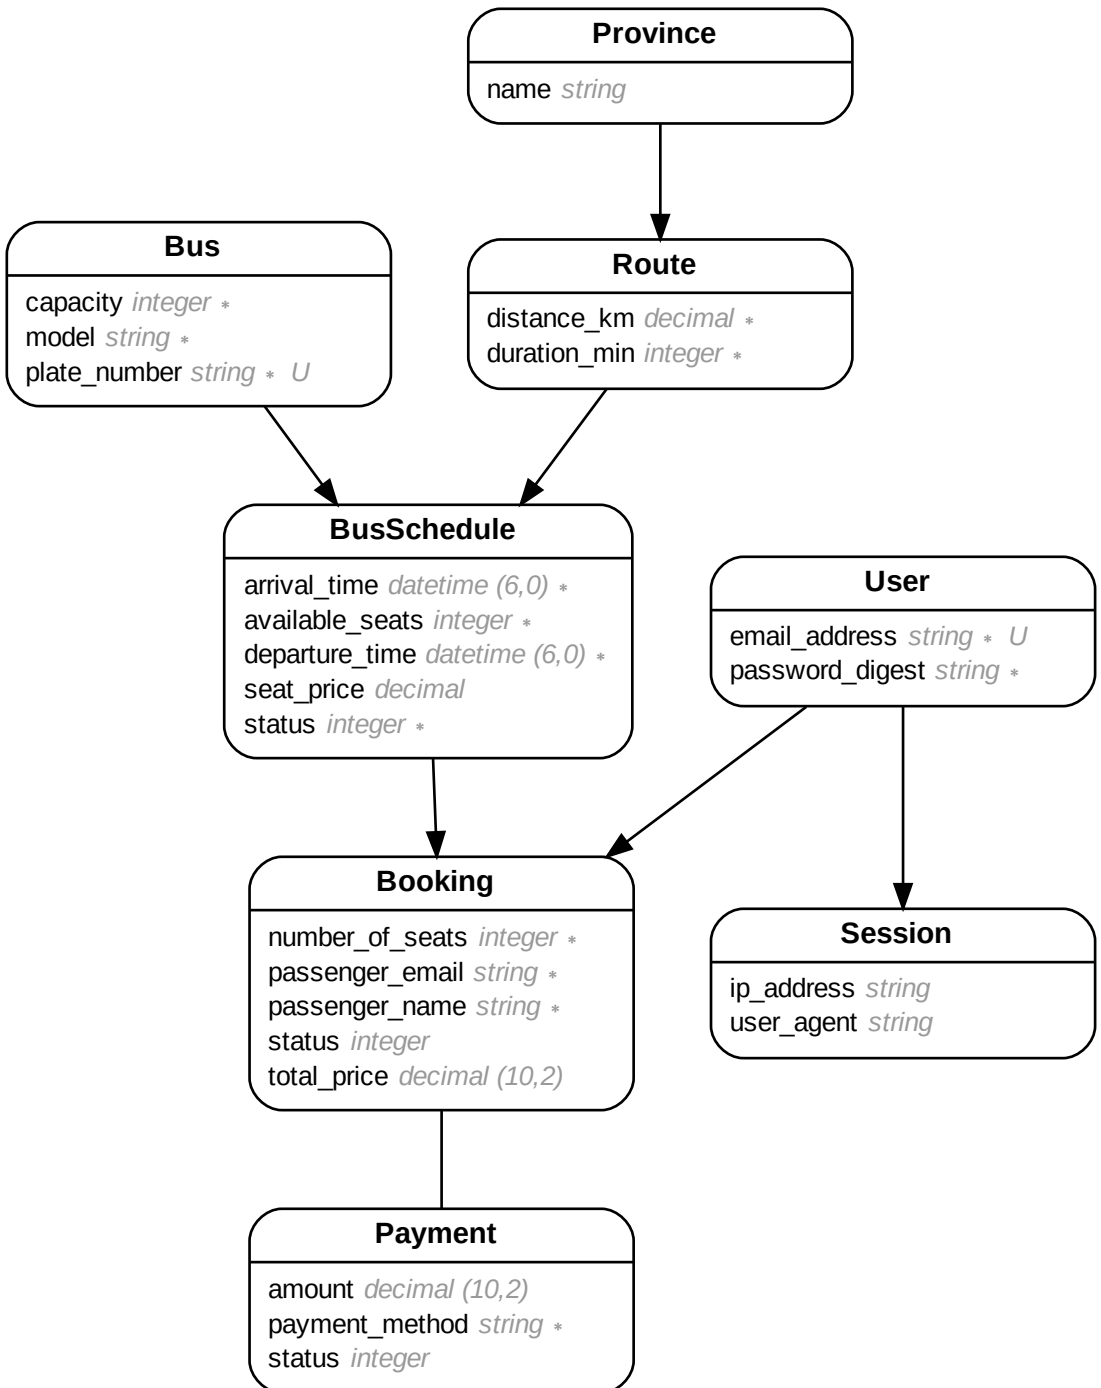 Province
name string
Bus
capacity integer *
model string *
plate_number string * U
Route
distance_km decimal *
duration_min integer *
BusSchedule
arrival_time datetime (6,0) *
available_seats integer *
departure_time datetime (6,0) *
seat_price decimal
status integer *
User
email_address string * U
password_digest string *
Booking
number_of_seats integer *
passenger_email string *
passenger_name string *
status integer
total_price decimal (10,2)
Session
ip_address string
user_agent string
Payment
amount decimal (10,2)
payment_method string *
status integer